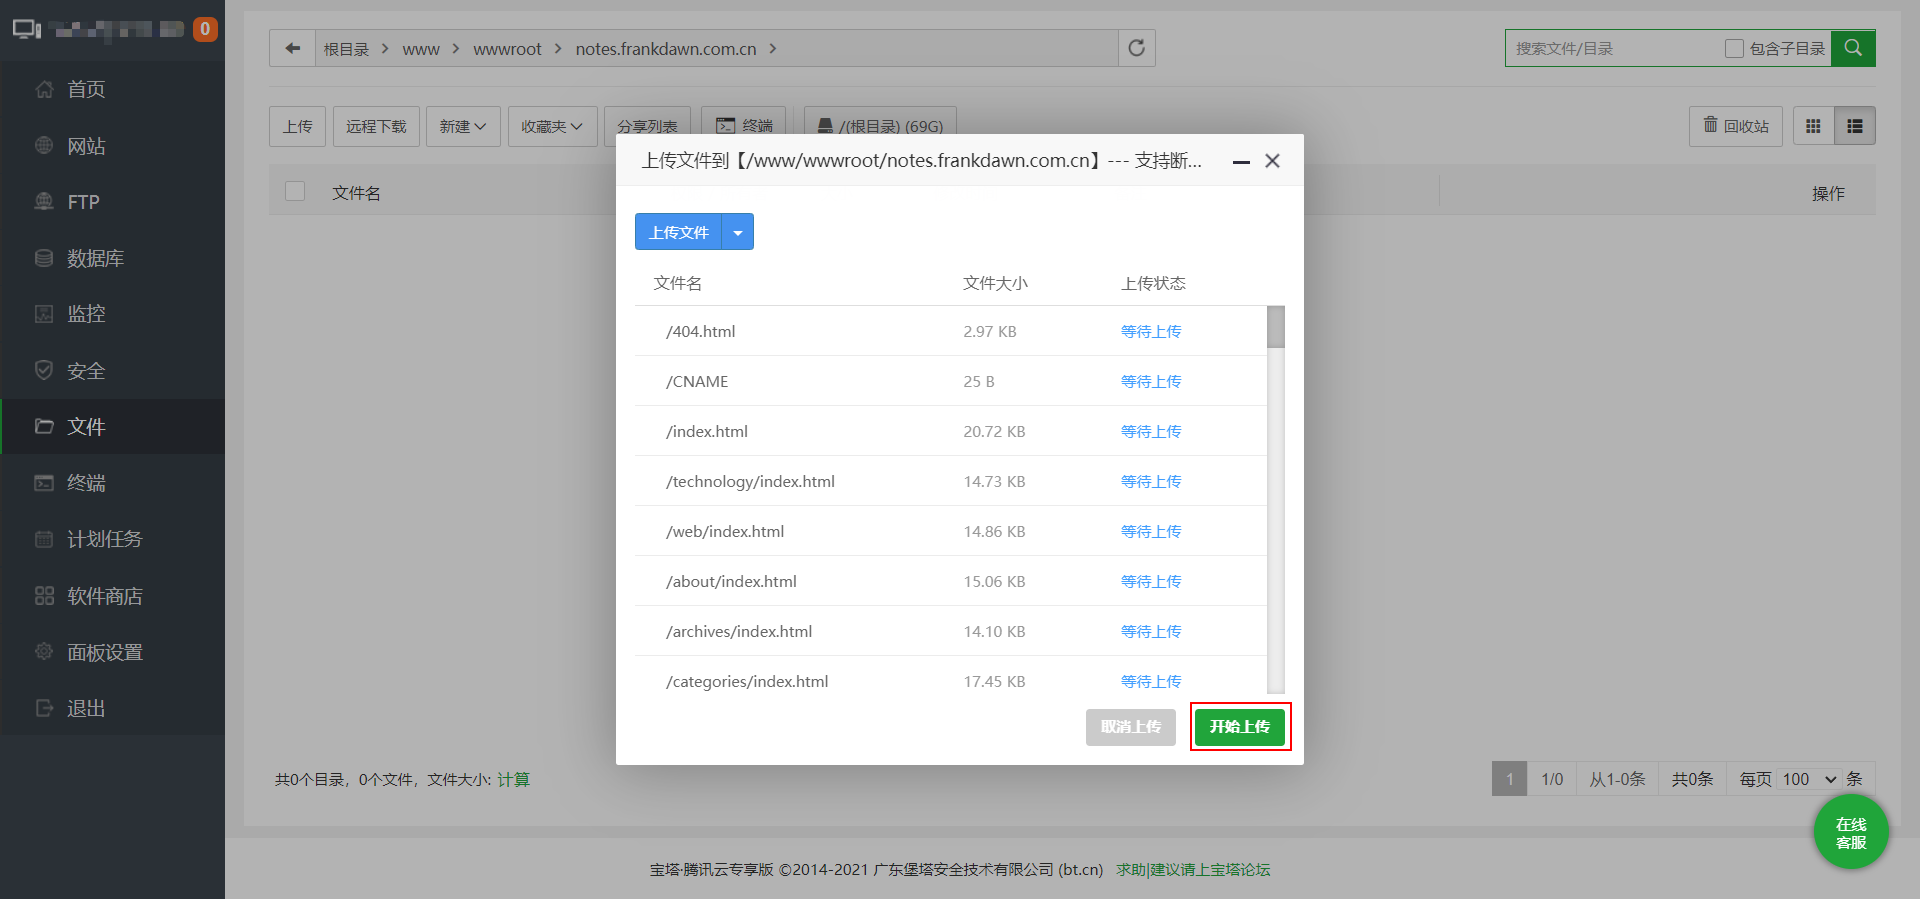 0
首页
网站
FTP
数据库
监控
安全
文件
终端
计划任务
软件商店
面板设置
退出
根目录 www wwwroot notes.frankdawn.com.cn
搜索文件/目录 包含子目录
上传 远程下载 新建 收藏夹 分享列表 终端 /(根目录) (69G) 回收站
文件名 操作
上传文件到【/www/wwwroot/notes.frankdawn.com.cn】--- 支持断...
上传文件
文件名 文件大小 上传状态
/404.html 2.97 KB 等待上传
/CNAME 25 B 等待上传
/index.html 20.72 KB 等待上传
/technology/index.html 14.73 KB 等待上传
/web/index.html 14.86 KB 等待上传
/about/index.html 15.06 KB 等待上传
/archives/index.html 14.10 KB 等待上传
/categories/index.html 17.45 KB 等待上传
取消上传 开始上传
共0个目录，0个文件，文件大小: 计算
1 1/0 从1-0条 共0条 每页 100 条
在线
客服
宝塔·腾讯云专享版 ©2014-2021 广东堡塔安全技术有限公司 (bt.cn) 求助|建议请上宝塔论坛